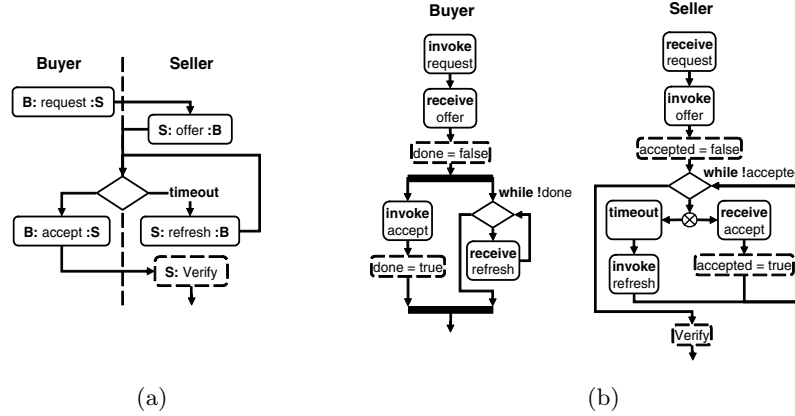 Buyer
Seller
B: request :S
S: offer :B
timeout
B: accept :S
S: refresh :B
S: Verify
(a)
Buyer
invoke
request
receive
offer
done = false
while !done
invoke
accept
receive
refresh
done = true
Seller
receive
request
invoke
offer
accepted = false
while !accepted
timeout
receive
accept
invoke
refresh
accepted = true
Verify
(b)